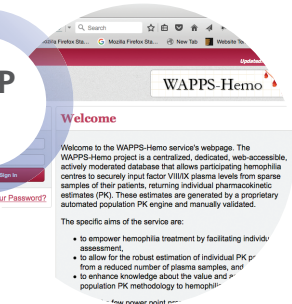 Search
Mozilla Firefox Sta...
Mozilla Firefox Sta...
New Tab
Website
Updated
P
WAPPS-Hemo
Welcome
Welcome to the WAPPS-Hemo service's webpage. The
WAPPS-Hemo project is a centralized, dedicated, web-accessible,
actively moderated database that allows participating hemophilia
centres to securely input factor VIII/IX plasma levels from sparse
samples of their patients, returning individual pharmacokinetic
estimates (PK). These estimates are generated by a proprietary
automated population PK engine and manually validated.
Sign in
ur Password?
The specific aims of the service are:
• to empower hemophilia treatment by facilitating
assessment,
• to allow for the robust estimation of individual PK
from a reduced number of plasma samples, and
• to enhance knowledge about the value and
population PK methodology to
few power point